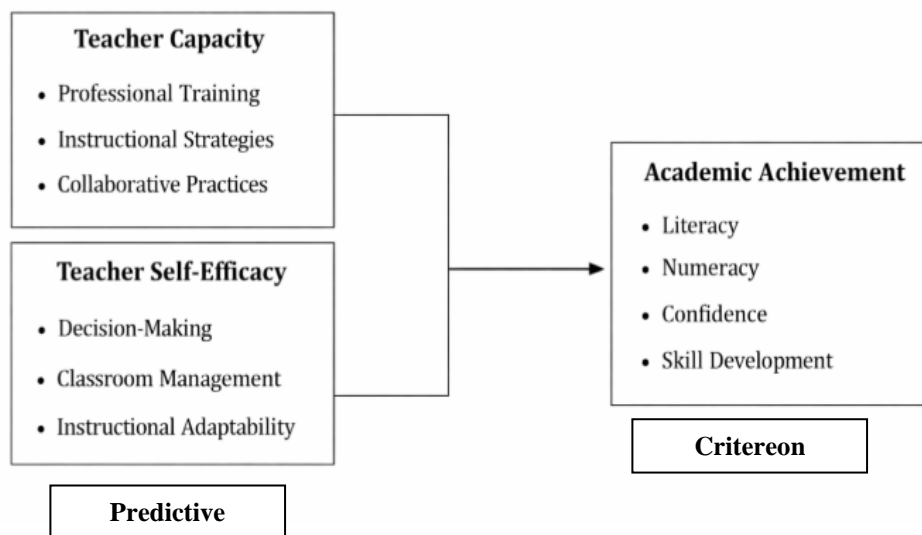 Teacher Capacity
• Professional Training
• Instructional Strategies
• Collaborative Practices
Teacher Self-Efficacy
• Decision-Making
• Classroom Management
• Instructional Adaptability
Predictive
Academic Achievement
• Literacy
• Numeracy
• Confidence
• Skill Development
Critereon